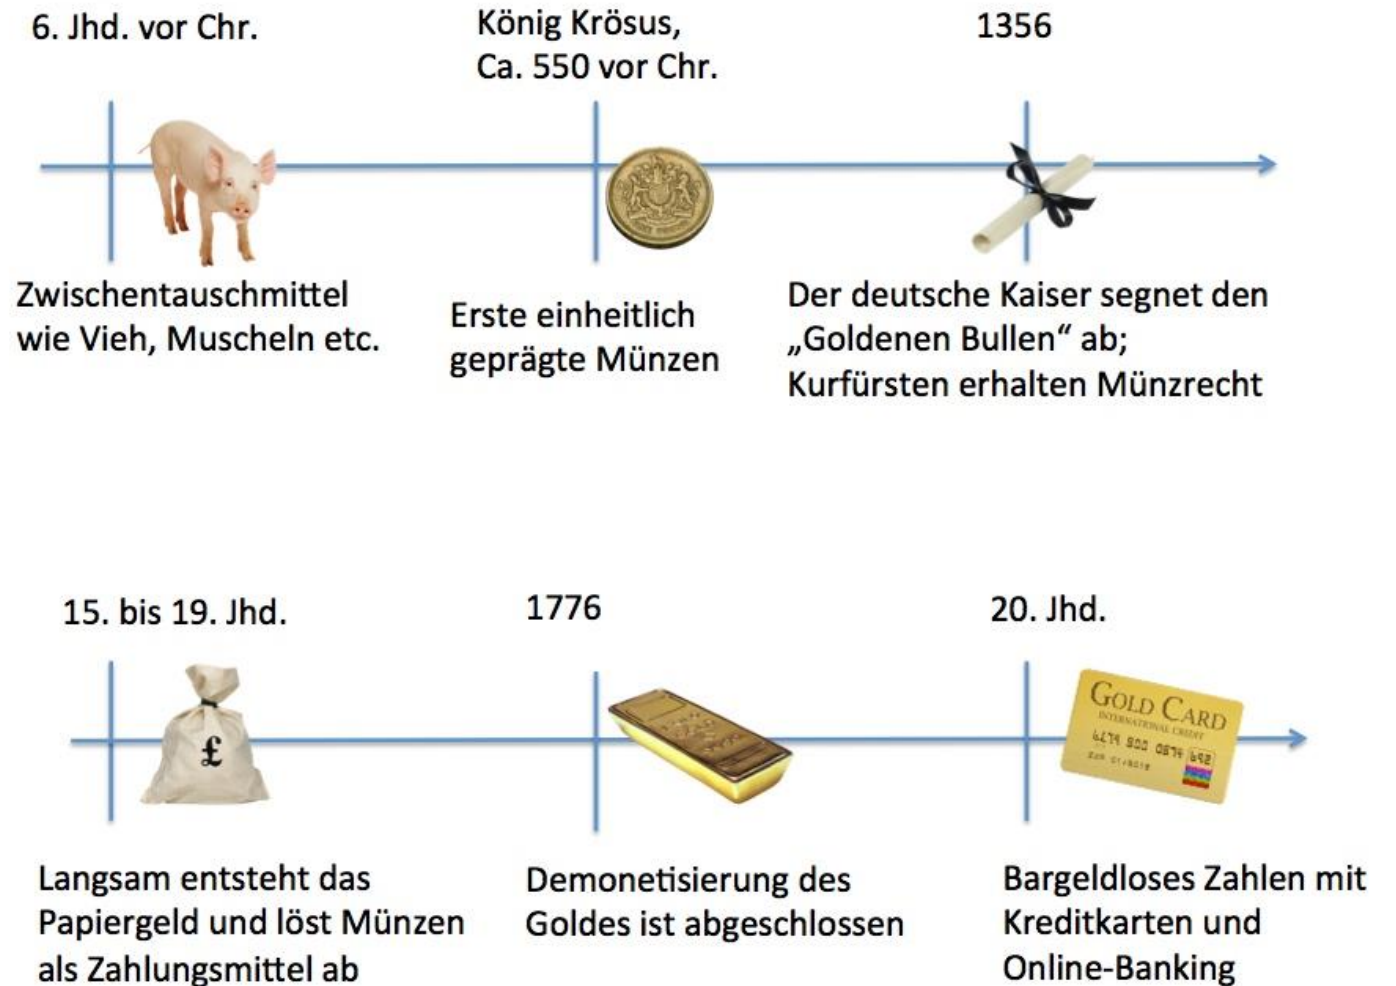 6. Jhd. vor Chr.
König Krösus,
Ca. 550 vor Chr.
1356
Zwischentauschmittel
wie Vieh, Muscheln etc.
Erste einheitlich
geprägte Münzen
Der deutsche Kaiser segnet den
„Goldenen Bullen“ ab;
Kurfürsten erhalten Münzrecht
15. bis 19. Jhd.
1776
20. Jhd.
£
GOLD CARD
INTERNATIONAL CREDIT
Langsam entsteht das
Papiergeld und löst Münzen
als Zahlungsmittel ab
Demonetisierung des
Goldes ist abgeschlossen
Bargeldloses Zahlen mit
Kreditkarten und
Online-Banking